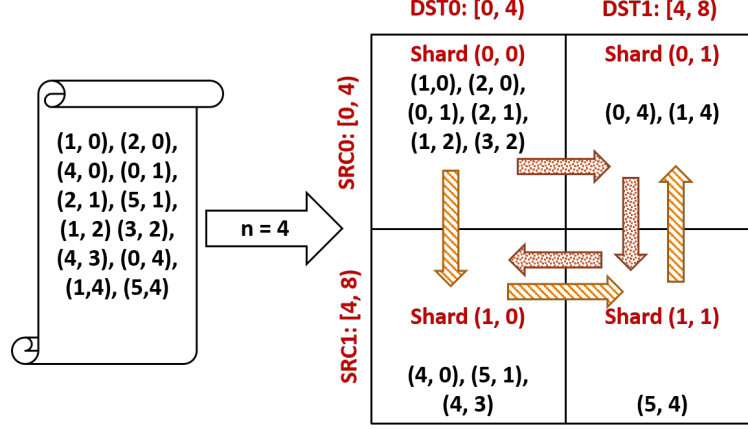 DST0: [0, 4)
DST1: [4, 8)
SRC0: [0, 4)
SRC1: [4, 8)
(1, 0), (2, 0),
(4, 0), (0, 1),
(2, 1), (5, 1),
(1, 2) (3, 2),
(4, 3), (0, 4),
(1,4), (5,4)
n = 4
Shard (0, 0)
(1,0), (2, 0),
(0, 1), (2, 1),
(1, 2), (3, 2)
Shard (0, 1)
(0, 4), (1, 4)
Shard (1, 0)
(4, 0), (5, 1),
(4, 3)
Shard (1, 1)
(5, 4)